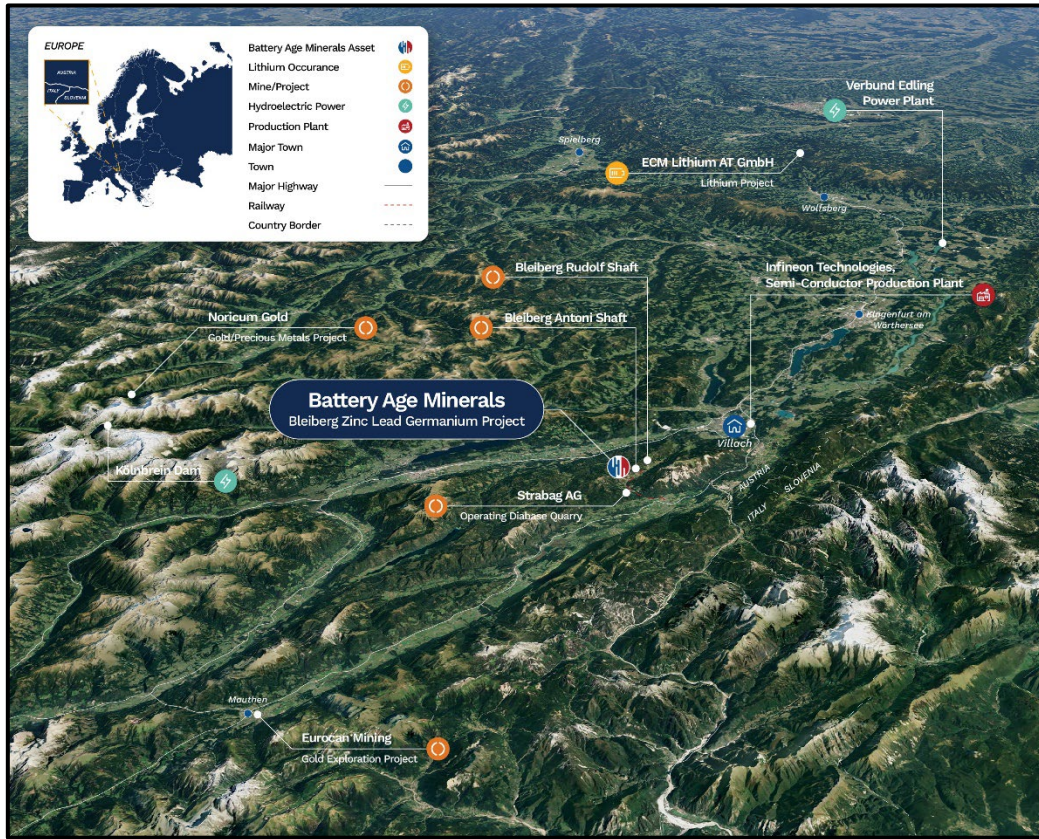 EUROPE
AUSTRIA
ITALY
SLOVENIA
Battery Age Minerals Asset
Lithium Occurance
Mine/Project
Hydroelectric Power
Production Plant
Major Town
Town
Major Highway
Railway
Country Border
Verbund Edling
Power Plant
Spielberg
ECM Lithium AT GmbH
Lithium Project
Wolfsberg
Bleiberg Rudolf Shaft
Infineon Technologies,
Semi-Conductor Production Plant
Noricum Gold
Gold/Precious Metals Project
Bleiberg Antoni Shaft
Klagenfurt am
Wörthersee
Battery Age Minerals
Bleiberg Zinc Lead Germanium Project
Villach
Kölnbrein Dam
AUSTRIA
SLOVENIA
ITALY
Strabag AG
Operating Diabase Quarry
Mauthen
Eurocan Mining
Gold Exploration Project